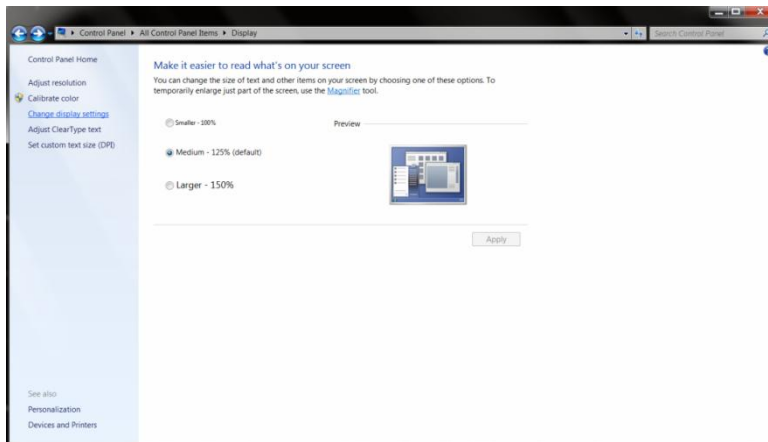 Control Panel ▸ All Control Panel Items ▸ Display
Search Control Panel
Control Panel Home
Adjust resolution
Calibrate color
Change display settings
Adjust ClearType text
Set custom text size (DPI)
Make it easier to read what's on your screen
You can change the size of text and other items on your screen by choosing one of these options. To
temporarily enlarge just part of the screen, use the Magnifier tool.
Smaller - 100%
Preview
Medium - 125% (default)
Larger - 150%
Apply
See also
Personalization
Devices and Printers